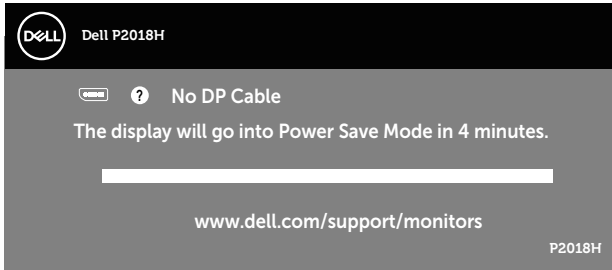 DELL
Dell P2018H
? No DP Cable
The display will go into Power Save Mode in 4 minutes.
www.dell.com/support/monitors
P2018H